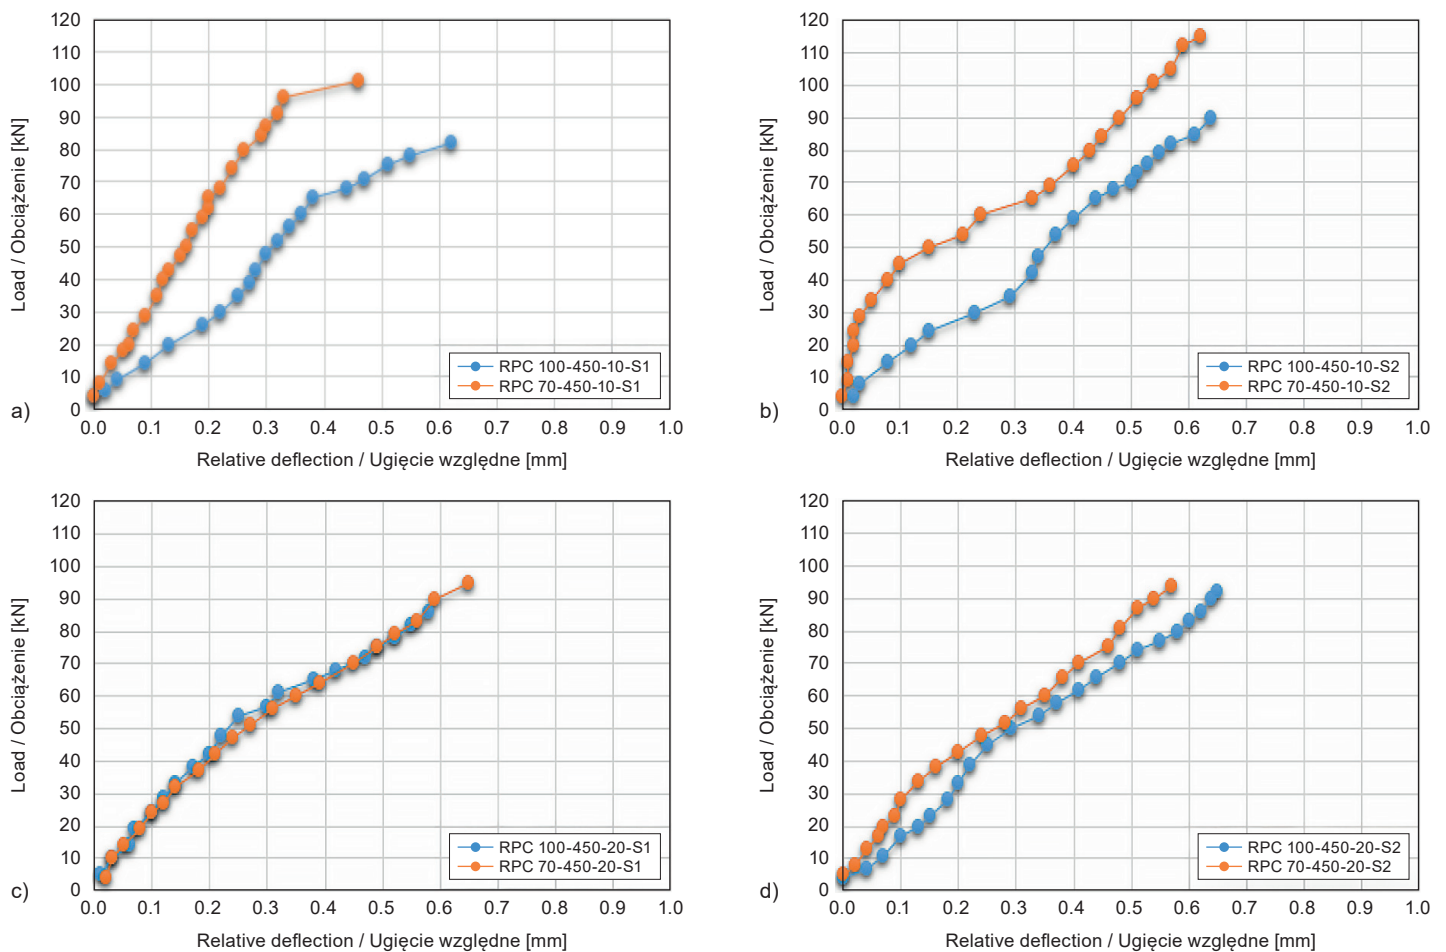 120
110
100
90
80
70
60
50
40
30
20
10
0
Load / Obciążenie [kN]
a)
0.0 0.1 0.2 0.3 0.4 0.5 0.6 0.7 0.8 0.9 1.0
Relative deflection / Ugięcie względne [mm]
RPC 100-450-10-S1
RPC 70-450-10-S1
120
110
100
90
80
70
60
50
40
30
20
10
0
Load / Obciążenie [kN]
b)
0.0 0.1 0.2 0.3 0.4 0.5 0.6 0.7 0.8 0.9 1.0
Relative deflection / Ugięcie względne [mm]
RPC 100-450-10-S2
RPC 70-450-10-S2
120
110
100
90
80
70
60
50
40
30
20
10
0
Load / Obciążenie [kN]
c)
0.0 0.1 0.2 0.3 0.4 0.5 0.6 0.7 0.8 0.9 1.0
Relative deflection / Ugięcie względne [mm]
RPC 100-450-20-S1
RPC 70-450-20-S1
120
110
100
90
80
70
60
50
40
30
20
10
0
Load / Obciążenie [kN]
d)
0.0 0.1 0.2 0.3 0.4 0.5 0.6 0.7 0.8 0.9 1.0
Relative deflection / Ugięcie względne [mm]
RPC 100-450-20-S2
RPC 70-450-20-S2